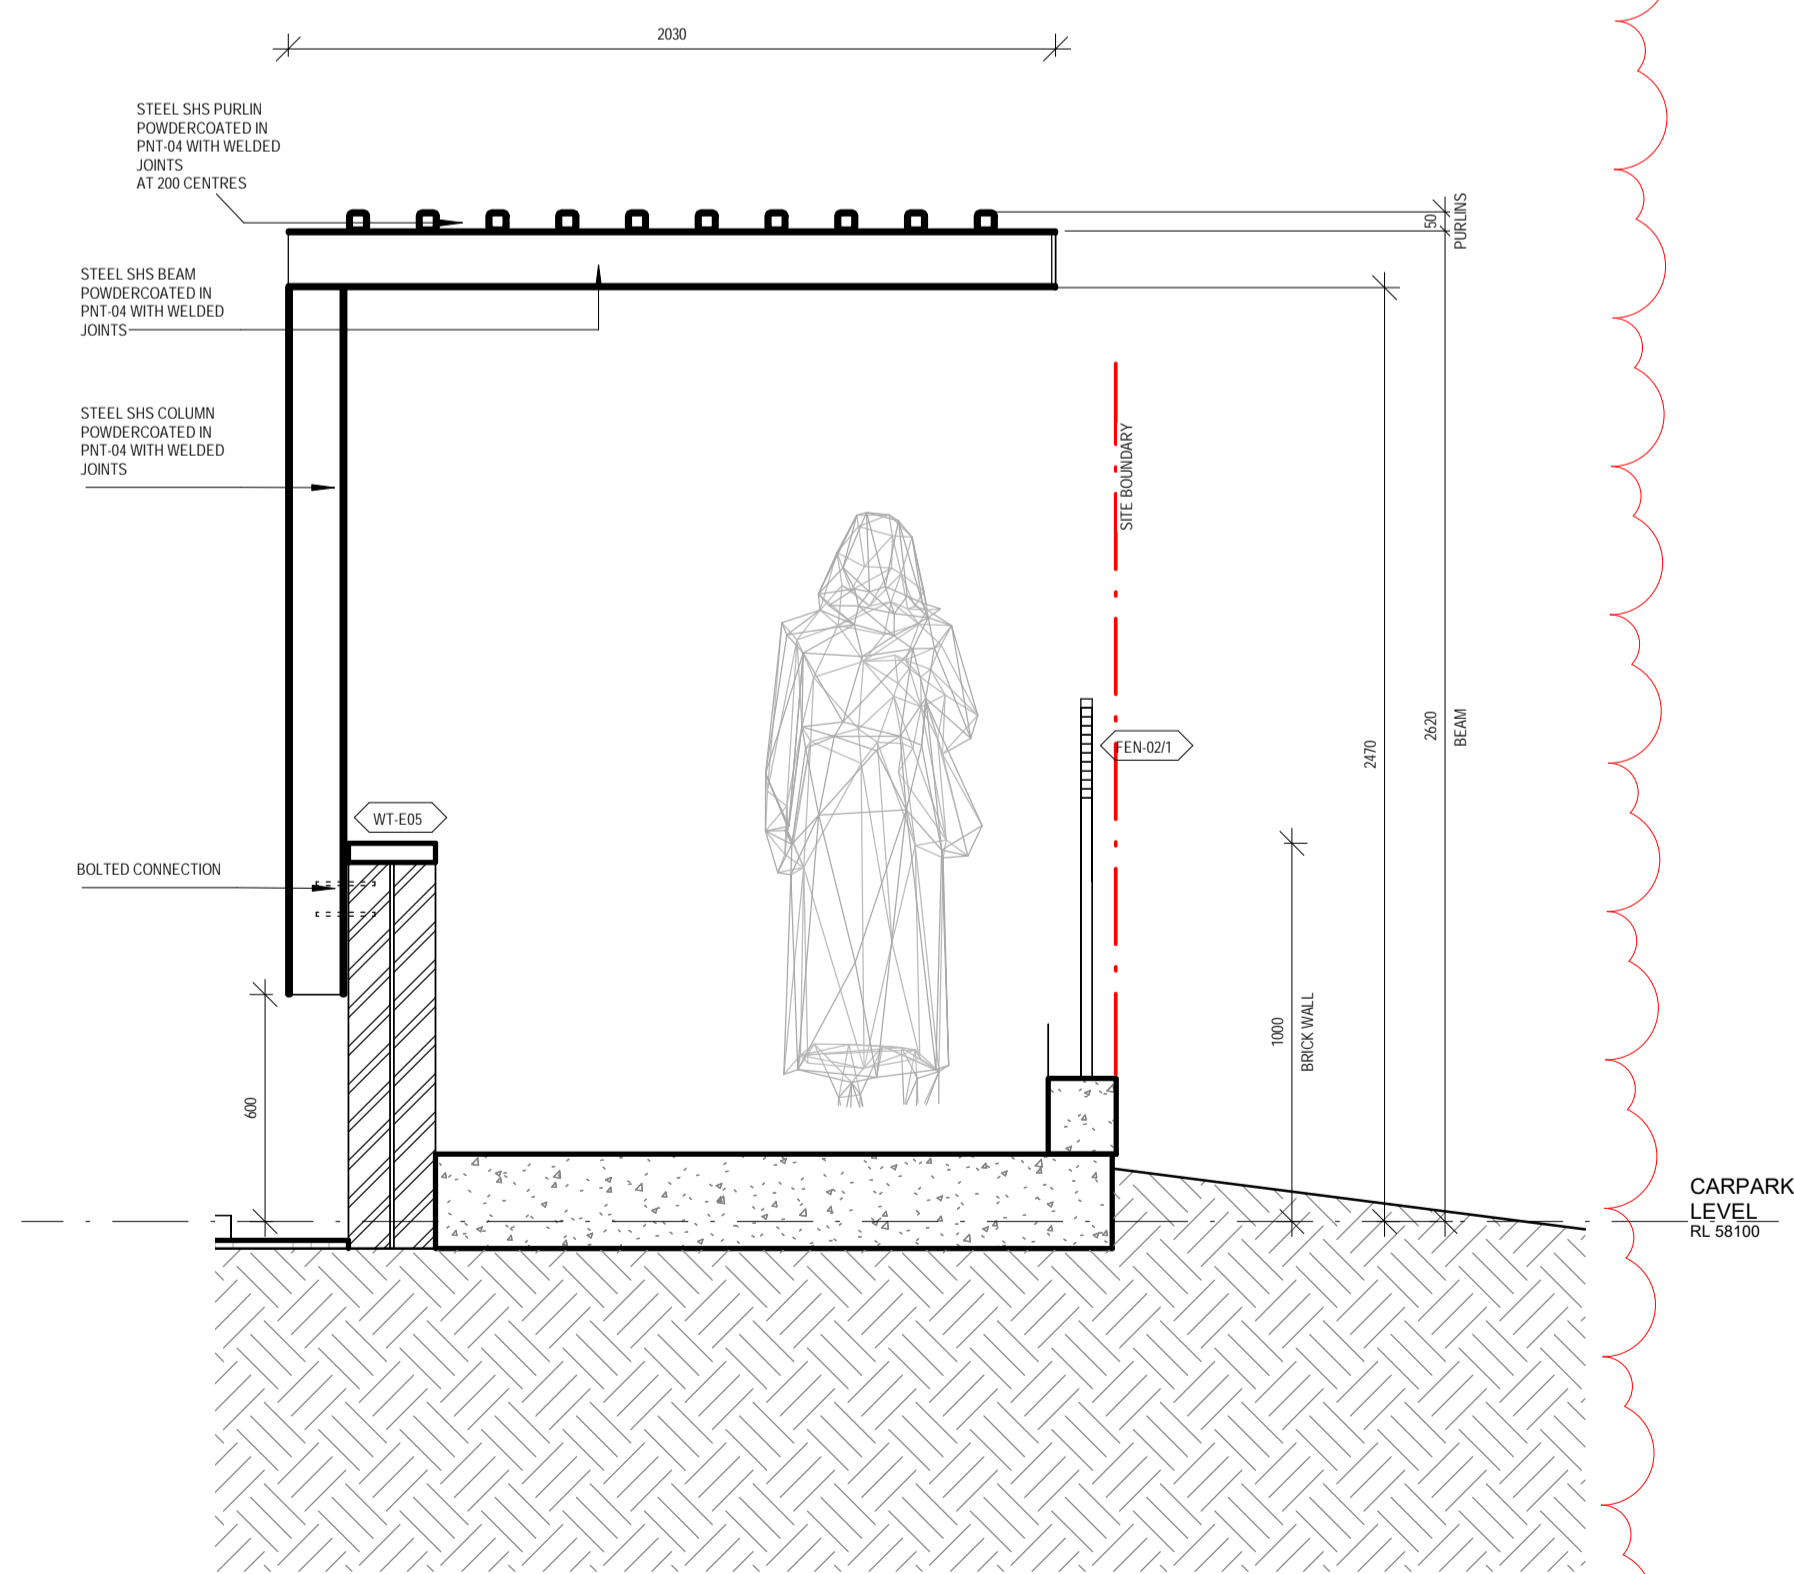 2030
STEEL SHS PURLIN
POWDERCOATED IN
PNT-04 WITH WELDED
JOINTS
AT 200 CENTRES
50
PURLINS
STEEL SHS BEAM
POWDERCOATED IN
PNT-04 WITH WELDED
JOINTS
STEEL SHS COLUMN
POWDERCOATED IN
PNT-04 WITH WELDED
JOINTS
SITE BOUNDARY
FEN-02/1
2470
2620
BEAM
WT-E05
BOLTED CONNECTION
1000
BRICK WALL
600
CARPARK
LEVEL
RL 58100